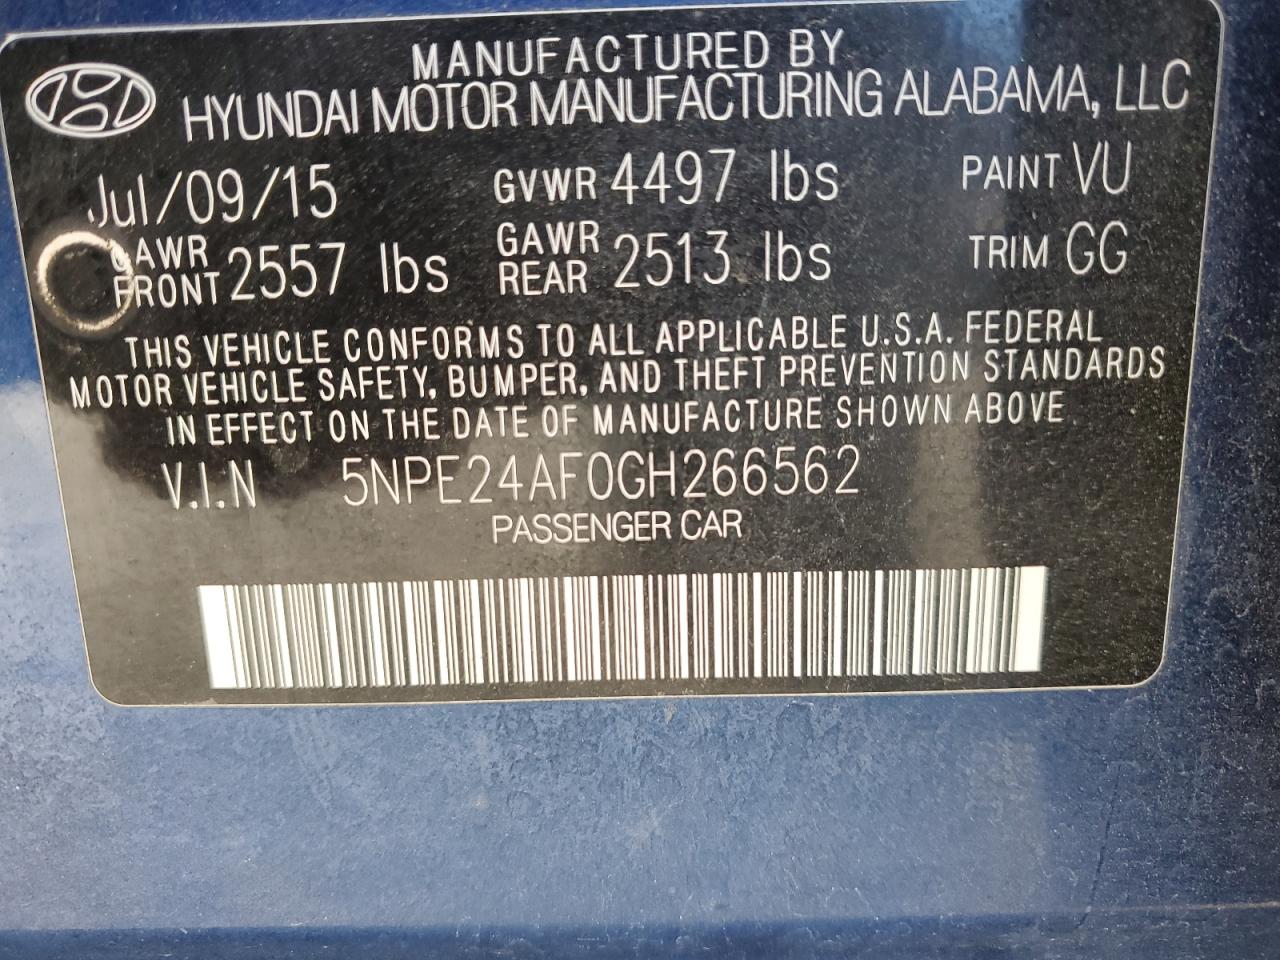 MANUFACTURED BY
HYUNDAI MOTOR MANUFACTURING ALABAMA, LLC
Jul/09/15 GVWR 4497 lbs PAINT VU
GAWR FRONT 2557 lbs GAWR REAR 2513 lbs TRIM GG
THIS VEHICLE CONFORMS TO ALL APPLICABLE U.S.A. FEDERAL
MOTOR VEHICLE SAFETY, BUMPER, AND THEFT PREVENTION STANDARDS
IN EFFECT ON THE DATE OF MANUFACTURE SHOWN ABOVE
V.I.N 5NPE24AF0GH266562
PASSENGER CAR